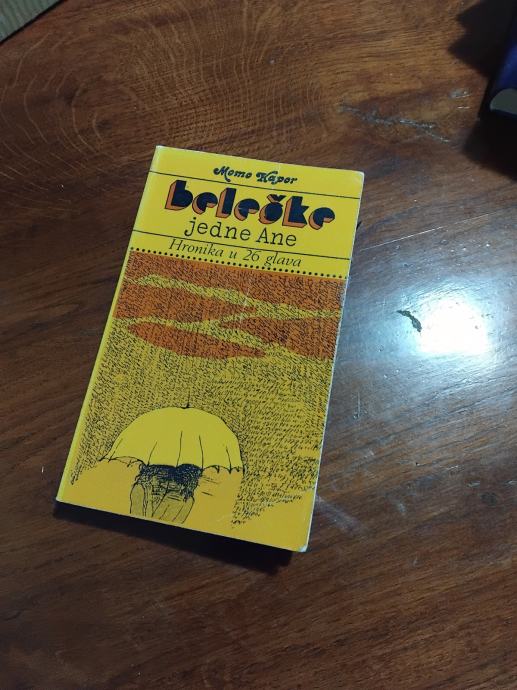 Momo Kapor
beleške
jedne Ane
Hronika u 26 glava